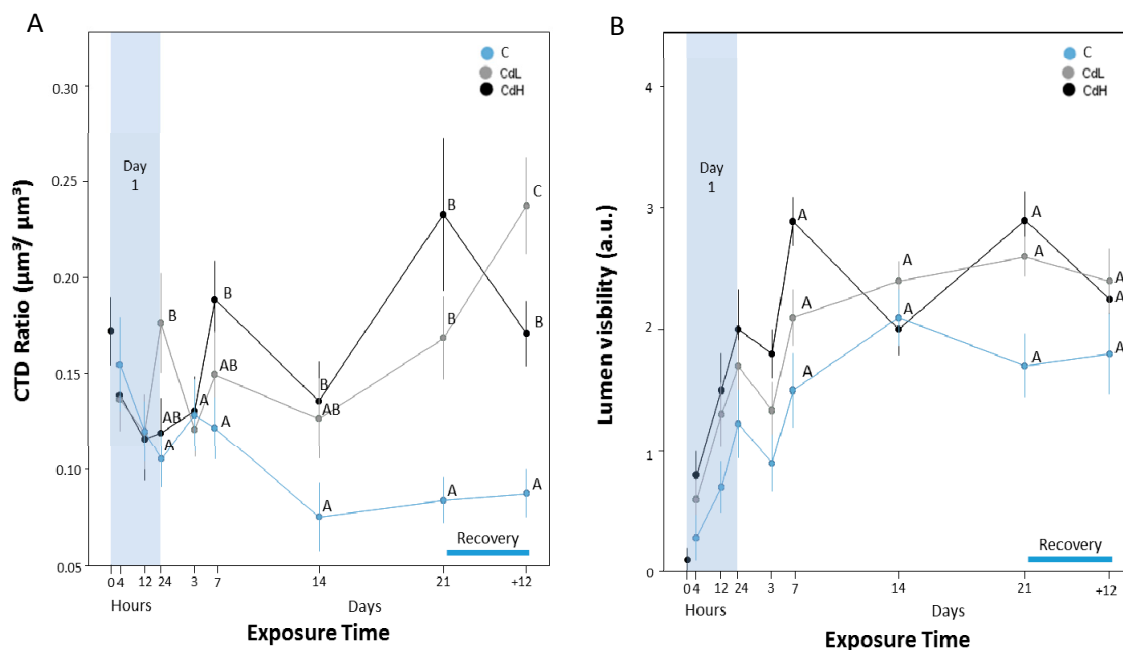 A
C
CdL
CdH
0.30
0.25
0.20
0.15
0.10
0.05
CTD Ratio (µm³/ µm³)
Day
1
B
AB
A
A
B
AB
A
B
AB
A
B
B
A
C
B
A
Recovery
0 4 12 24 3 7 14 21 +12
Hours Days
Exposure Time
B
C
CdL
CdH
4
3
2
1
0
Lumen visbility (a.u.)
Day
1
A
A
A
A
A
A
A
A
A
A
A
Recovery
0 4 12 24 3 7 14 21 +12
Hours Days
Exposure Time